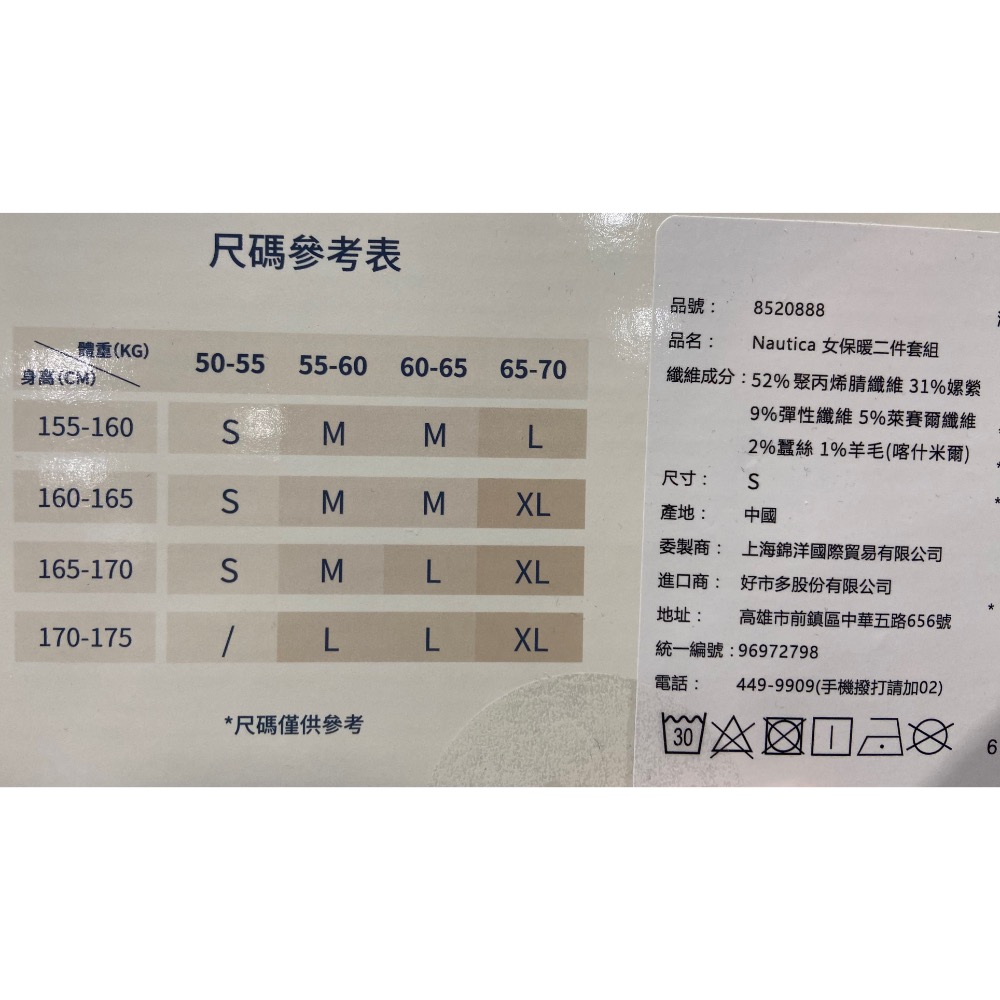 尺碼參考表
體重(KG)
身高(CM)
50-55 55-60 60-65 65-70
155-160 S M M L
160-165 S M M XL
165-170 S M L XL
170-175 / L L XL
*尺碼僅供參考
品號： 8520888
品名： Nautica 女保暖二件套組
纖維成分：52% 聚丙烯腈纖維 31%嫘縈
9%彈性纖維 5%萊賽爾纖維
2%蠶絲 1%羊毛(喀什米爾)
尺寸： S
產地： 中國
委製商： 上海錦洋國際貿易有限公司
進口商： 好市多股份有限公司
地址： 高雄市前鎮區中華五路656號
統一編號：96972798
電話： 449-9909(手機撥打請加02)
30
6